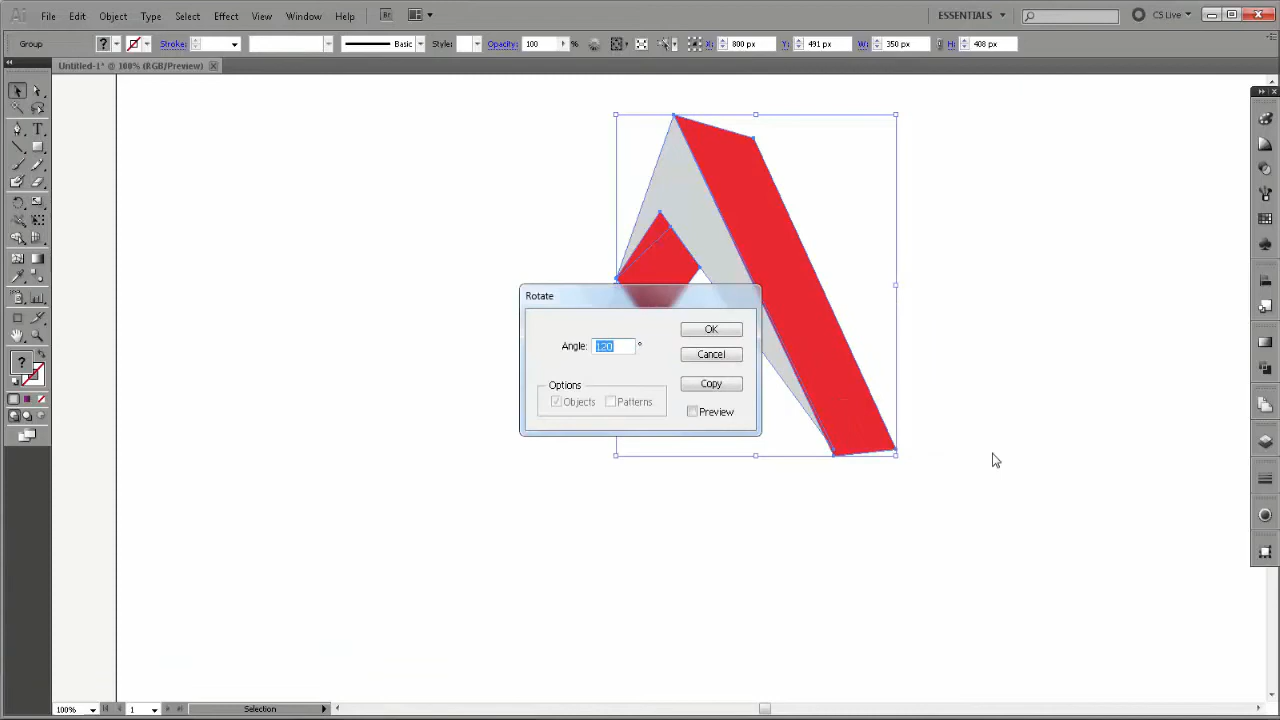 Ai File Edit Object Type Select Effect View Window Help Br ESSENTIALS CS Live
Group ? Stroke: Basic Style: Opacity: 100 % X: 800 px Y: 491 px W: 350 px H: 408 px
Untitled-1* @ 100% (RGB/Preview)
T
Rotate
OK
Angle: 120 °
Cancel
?
Copy
Options
Objects Patterns
Preview
100% 1 Selection